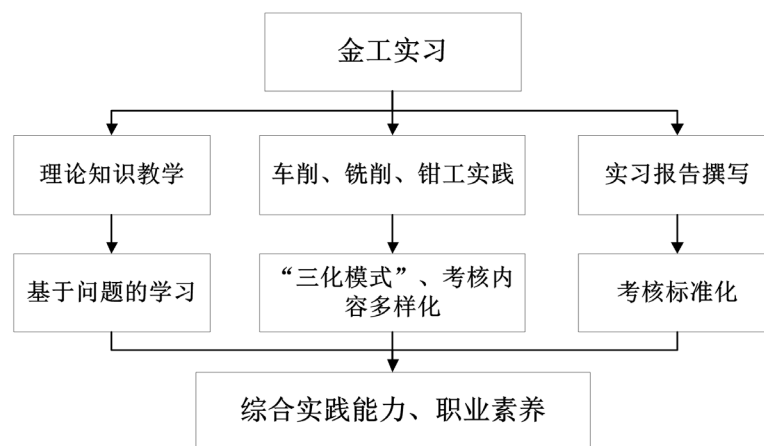 金工实习
理论知识教学
车削、铣削、钳工实践
实习报告撰写
基于问题的学习
“三化模式”、考核内
容多样化
考核标准化
综合实践能力、职业素养